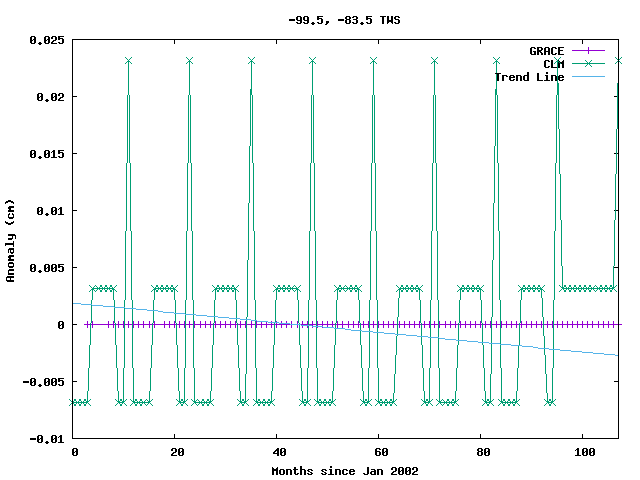 -99.5, -83.5 TWS
0.025
0.02
0.015
0.01
0.005
0
-0.005
-0.01
Anomaly (cm)
GRACE
CLM
Trend Line
0 20 40 60 80 100
Months since Jan 2002